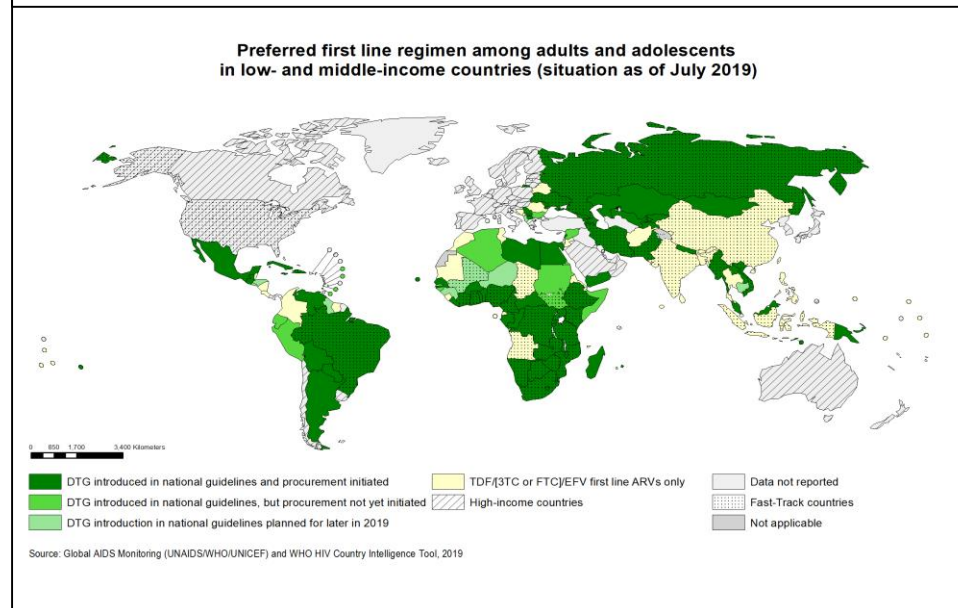 Preferred first line regimen among adults and adolescents
in low- and middle-income countries (situation as of July 2019)
0 850 1.700 3.400 Kilometers
DTG introduced in national guidelines and procurement initiated
DTG introduced in national guidelines, but procurement not yet initiated
DTG introduction in national guidelines planned for later in 2019
TDF/[3TC or FTC]/EFV first line ARVs only
High-income countries
Data not reported
Fast-Track countries
Not applicable
Source: Global AIDS Monitoring (UNAIDS/WHO/UNICEF) and WHO HIV Country Intelligence Tool, 2019